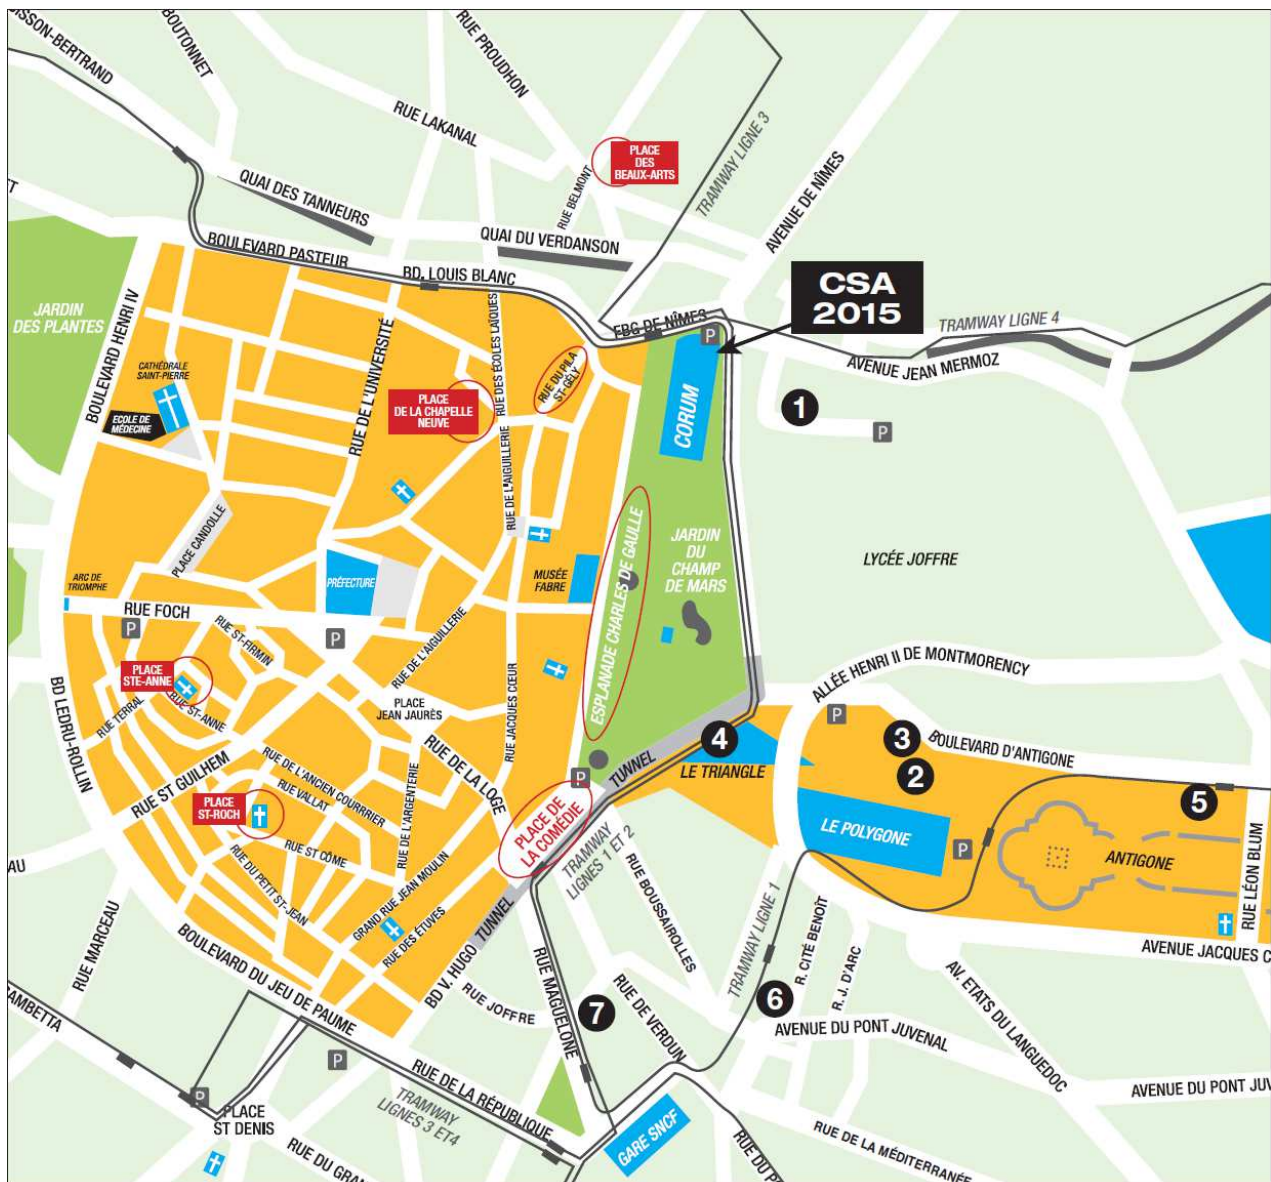 ISSON-BERTRAND
BOUTONNET
RUE PROUDHON
RUE LAKANAL
PLACE
DES
BEAUX-ARTS
TRAMWAY LIGNE 3
AVENUE DE NÎMES
RUE BELMONT
QUAI DES TANNEURS
QUAI DU VERDANSON
BOULEVARD PASTEUR
BD. LOUIS BLANC
CSA
2015
FBG DE NÎMES
P
TRAMWAY LIGNE 4
AVENUE JEAN MERMOZ
JARDIN
DES PLANTES
BOULEVARD HENRI IV
CATHÉDRALE
SAINT-PIERRE
ECOLE DE
MÉDECINE
RUE DE L'UNIVERSITÉ
RUE DES ÉCOLES LAÏQUES
RUE DU PILA
ST-GÉLY
PLACE
DE LA CHAPELLE
NEUVE
CORUM
1
P
RUE DE L'AIGUILLERIE
PLACE CANDOLLE
ESPLANADE CHARLES DE GAULLE
JARDIN
DU
CHAMP
DE MARS
LYCÉE JOFFRE
ARC DE
TRIOMPHE
PRÉFECTURE
MUSÉE
FABRE
RUE FOCH
P
P
RUE ST-FIRMIN
RUE DE L'AIGUILLERIE
PLACE
STE-ANNE
RUE ST-ANNE
RUE TERRAL
BD LEDRU-ROLLIN
PLACE
JEAN JAURÈS
RUE JACQUES CŒUR
ALLÉE HENRI II DE MONTMORENCY
P
3
BOULEVARD D'ANTIGONE
4
LE TRIANGLE
2
TUNNEL
P
RUE ST GUILHEM
RUE DE L'ANCIEN COURRRIER
RUE VALLAT
RUE DE LA LOGE
RUE DE L'ARGENTERIE
PLACE
ST-ROCH
PLACE DE
LA COMÉDIE
5
LE POLYGONE
P
ANTIGONE
RUE LÉON BLUM
RUE ST CÔME
RUE DU PETIT ST-JEAN
GRAND RUE JEAN MOULIN
RUE DES ÉTUVES
TRAMWAY
LIGNES 1 ET 2
RUE BOUSSAIROLLES
TRAMWAY LIGNE 1
R. CITÉ BENOÎT
R. J. D'ARC
AVENUE JACQUES C
AU
RUE MARCEAU
BOULEVARD DU JEU DE PAUME
BD V. HUGO
TUNNEL
RUE MAGUELONE
RUE JOFFRE
7
RUE DE VERDUN
6
AVENUE DU PONT JUVENAL
AV. ETATS DU LANGUEDOC
AVENUE DU PONT JUV
AMBETTA
P
P
PLACE
ST DENIS
RUE DE LA RÉPUBLIQUE
TRAMWAY
LIGNES 3 ET4
GARE SNCF
RUE DU P
RUE DE LA MÉDITERRANÉE
RUE DU GRA